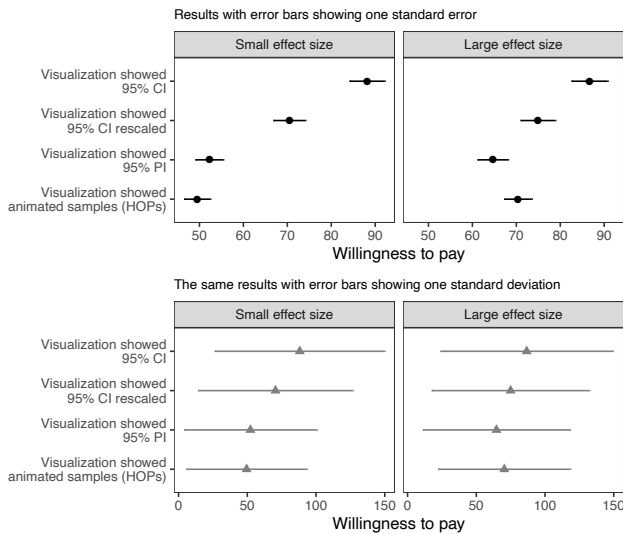 Results with error bars showing one standard error
Small effect size
Large effect size
Visualization showed
95% CI
Visualization showed
95% CI rescaled
Visualization showed
95% PI
Visualization showed
animated samples (HOPs)
50 60 70 80 90
50 60 70 80 90
Willingness to pay
The same results with error bars showing one standard deviation
Small effect size
Large effect size
Visualization showed
95% CI
Visualization showed
95% CI rescaled
Visualization showed
95% PI
Visualization showed
animated samples (HOPs)
0 50 100 150
0 50 100 150
Willingness to pay